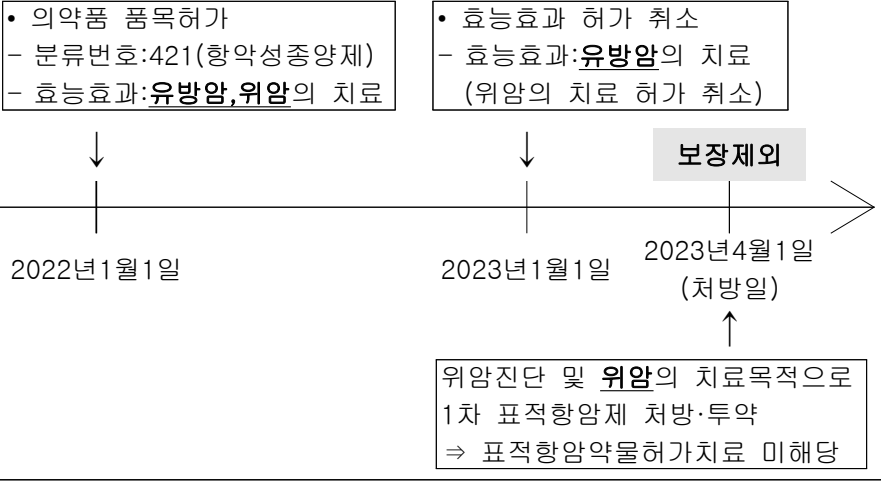 • 의약품 품목허가
- 분류번호:421(항악성종양제)
- 효능효과:유방암,위암의 치료
• 효능효과 허가 취소
- 효능효과:유방암의 치료
(위암의 치료 허가 취소)
보장제외
2022년1월1일
2023년1월1일
2023년4월1일
(처방일)
위암진단 및 위암의 치료목적으로
1차 표적항암제 처방·투약
⇒ 표적항암약물허가치료 미해당